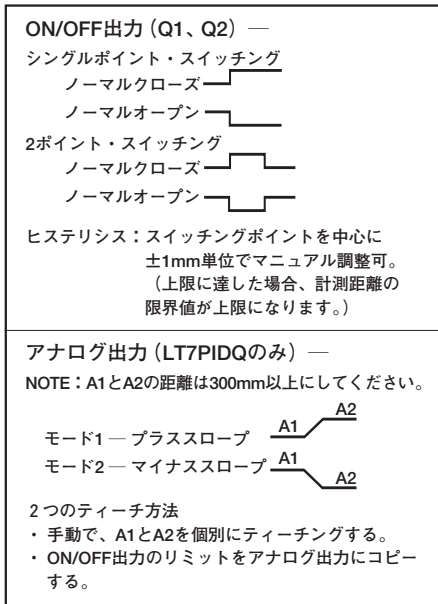 ON/OFF出力 (Q1、Q2) ―
シングルポイント・スイッチング
ノーマルクローズ
ノーマルオープン
2ポイント・スイッチング
ノーマルクローズ
ノーマルオープン
ヒステリシス：スイッチングポイントを中心に
±1mm単位でマニュアル調整可。
（上限に達した場合、計測距離の
限界値が上限になります。）
アナログ出力 (LT7PIDQのみ) ―
NOTE：A1とA2の距離は300mm以上にしてください。
モード1 ― プラススロープ A1 A2
モード2 ― マイナススロープ A1 A2
2つのティーチ方法
・ 手動で、A1とA2を個別にティーチングする。
・ ON/OFF出力のリミットをアナログ出力にコピー
する。